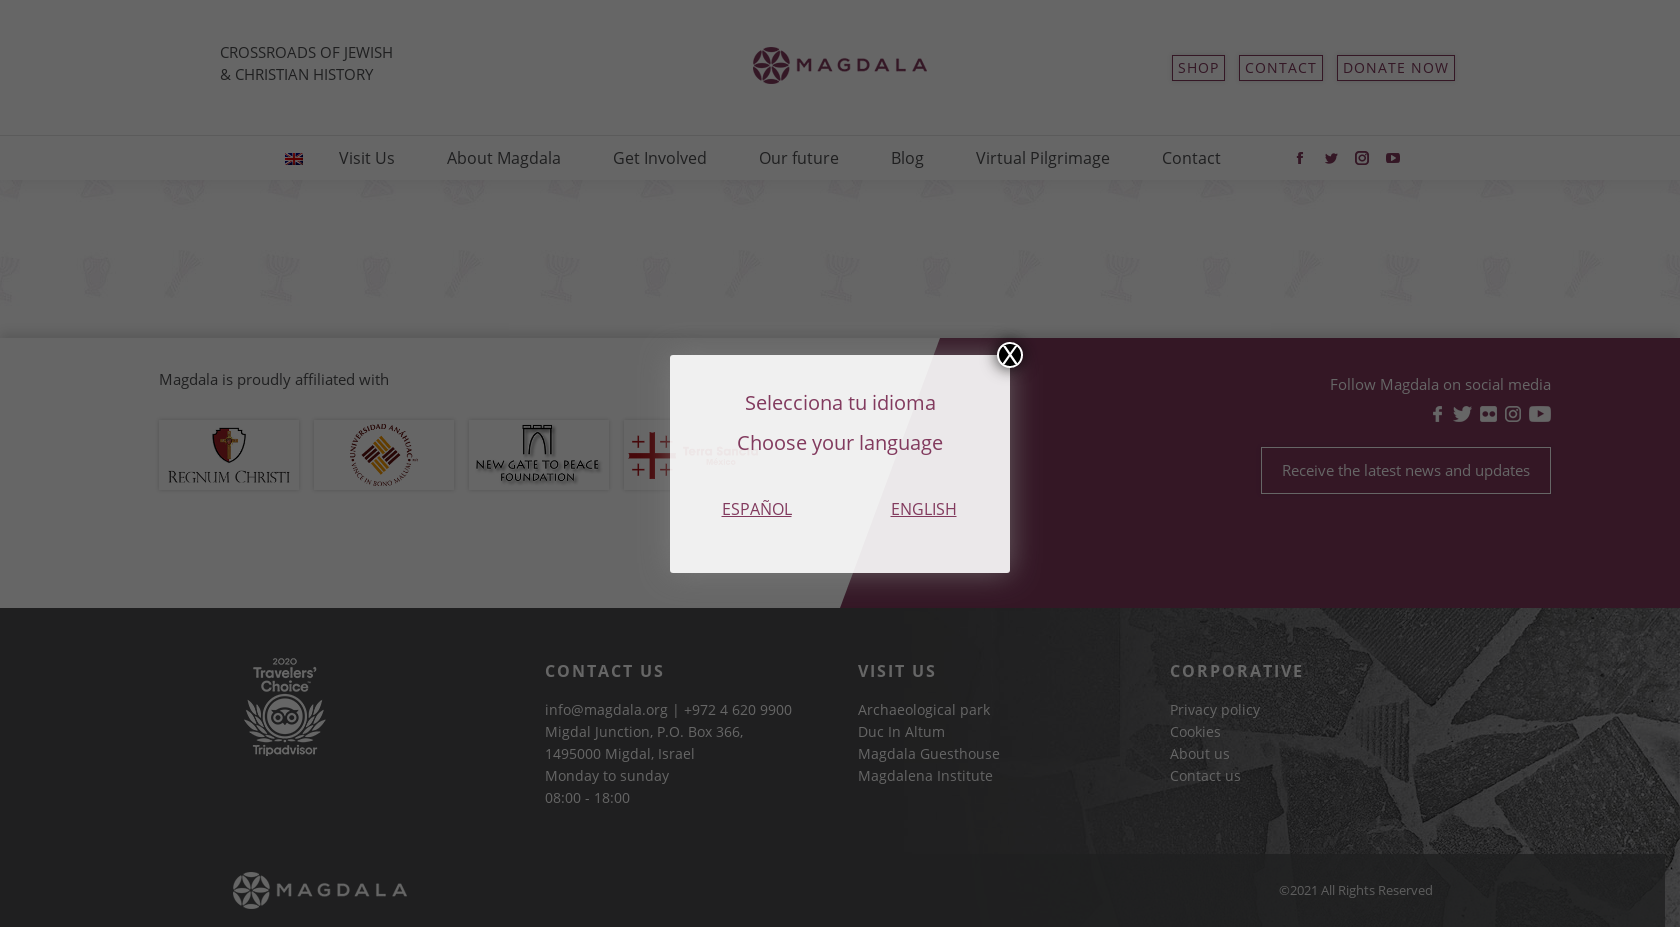 CROSSROADS OF JEWISH
& CHRISTIAN HISTORY
MAGDALA
SHOP
CONTACT
DONATE NOW
Visit Us
About Magdala
Get Involved
Our future
Blog
Virtual Pilgrimage
Contact
X
Selecciona tu idioma
Choose your language
ESPAÑOL
ENGLISH
Magdala is proudly affiliated with
REGNUM CHRISTI
UNIVERSIDAD ANÁHUAC
VINCE IN BONO MALUM
NEW GATE TO PEACE
FOUNDATION
Terra Santa
Follow Magdala on social media
Receive the latest news and updates
2020
Travelers'
Choice
Tripadvisor
CONTACT US
info@magdala.org | +972 4 620 9900
Migdal Junction, P.O. Box 366,
1495000 Migdal, Israel
Monday to sunday
08:00 - 18:00
VISIT US
Archaeological park
Duc In Altum
Magdala Guesthouse
Magdalena Institute
CORPORATIVE
Privacy policy
Cookies
About us
Contact us
MAGDALA
©2021 All Rights Reserved